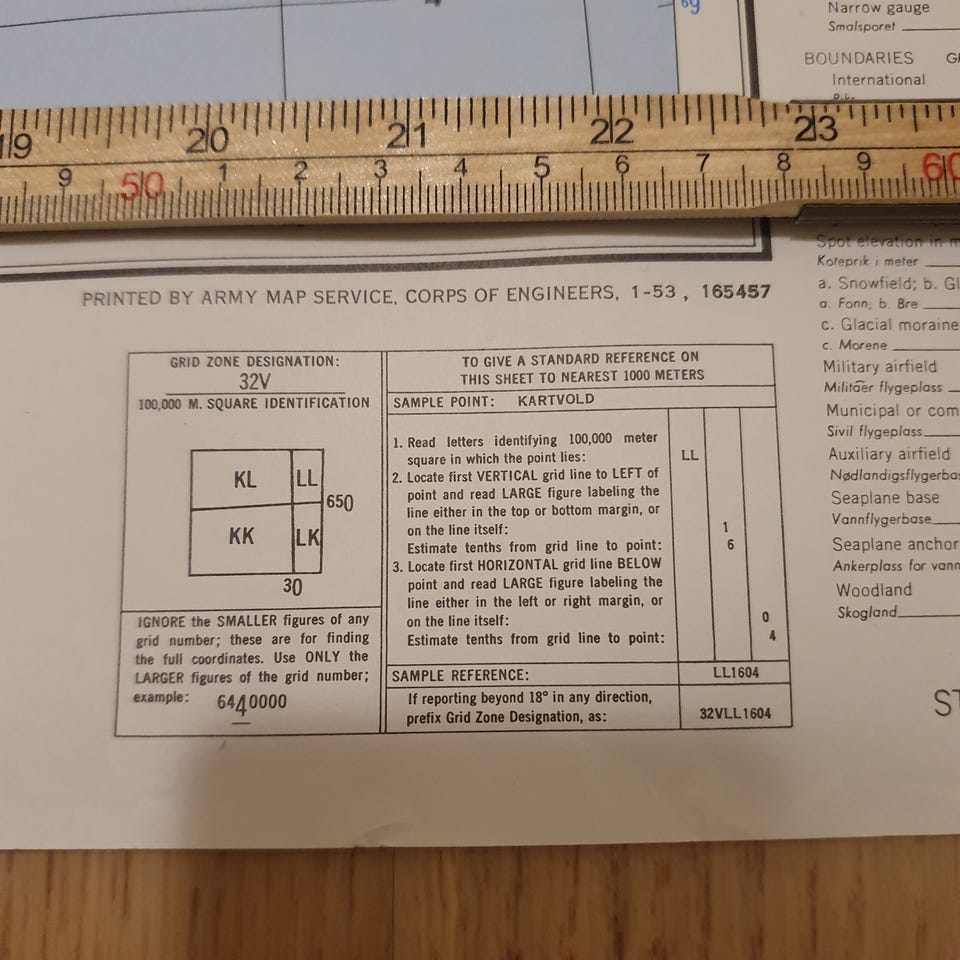 69
Narrow gauge
Smalsporet
BOUNDARIES
International
19 20 21 22 23
9 50 1 2 3 4 5 6 7 8 9 60
PRINTED BY ARMY MAP SERVICE, CORPS OF ENGINEERS, 1-53, 165457
GRID ZONE DESIGNATION:
32V
100,000 M. SQUARE IDENTIFICATION
KL LL
650
KK LK
30
IGNORE the SMALLER figures of any
grid number; these are for finding
the full coordinates. Use ONLY the
LARGER figures of the grid number;
example: 6440000
TO GIVE A STANDARD REFERENCE ON
THIS SHEET TO NEAREST 1000 METERS
SAMPLE POINT: KARTVOLD
1. Read letters identifying 100,000 meter
square in which the point lies: LL
2. Locate first VERTICAL grid line to LEFT of
point and read LARGE figure labeling the
line either in the top or bottom margin, or
on the line itself: 1
Estimate tenths from grid line to point: 6
3. Locate first HORIZONTAL grid line BELOW
point and read LARGE figure labeling the
line either in the left or right margin, or
on the line itself: 0
Estimate tenths from grid line to point: 4
SAMPLE REFERENCE: LL1604
If reporting beyond 18° in any direction,
prefix Grid Zone Designation, as: 32VLL1604
Spot elevation in m
Koteprik i meter
a. Snowfield; b. Gl
a. Fonn; b. Bre
c. Glacial moraine
c. Morene
Military airfield
Militær flygeplass
Municipal or com
Sivil flygeplass
Auxiliary airfield
Nødlandigsflygerba
Seaplane base
Vannflygerbase
Seaplane anchor
Ankerplass for vann
Woodland
Skogland
ST